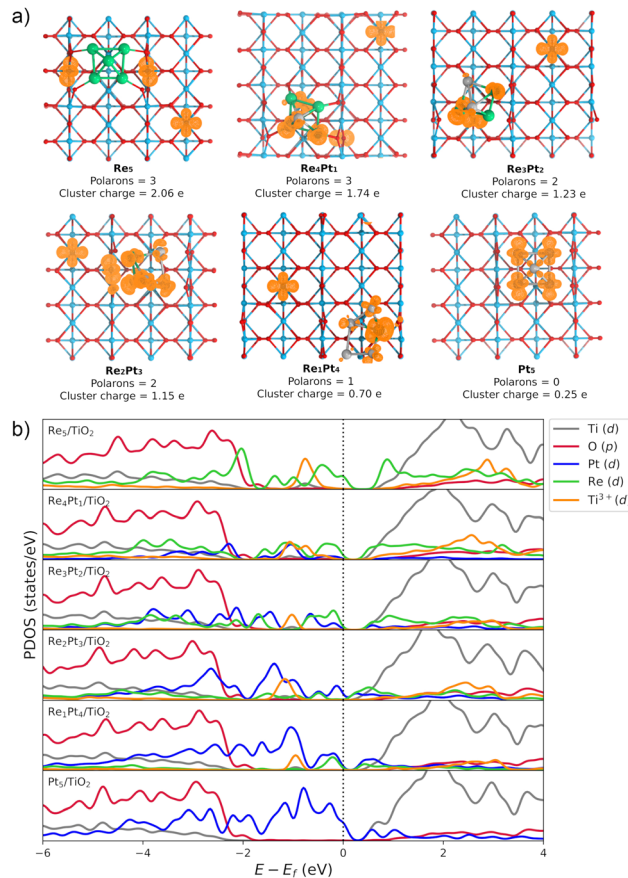 a)
Re₅
Polarons = 3
Cluster charge = 2.06 e
Re₄Pt₁
Polarons = 3
Cluster charge = 1.74 e
Re₃Pt₂
Polarons = 2
Cluster charge = 1.23 e
Re₂Pt₃
Polarons = 2
Cluster charge = 1.15 e
Re₁Pt₄
Polarons = 1
Cluster charge = 0.70 e
Pt₅
Polarons = 0
Cluster charge = 0.25 e
b)
Re₅/TiO₂
Re₄Pt₁/TiO₂
Re₃Pt₂/TiO₂
Re₂Pt₃/TiO₂
Re₁Pt₄/TiO₂
Pt₅/TiO₂
Ti (d)
O (p)
Pt (d)
Re (d)
Ti³⁺(d
PDOS (states/eV)
−6 −4 −2 0 2 4
E − E_f (eV)